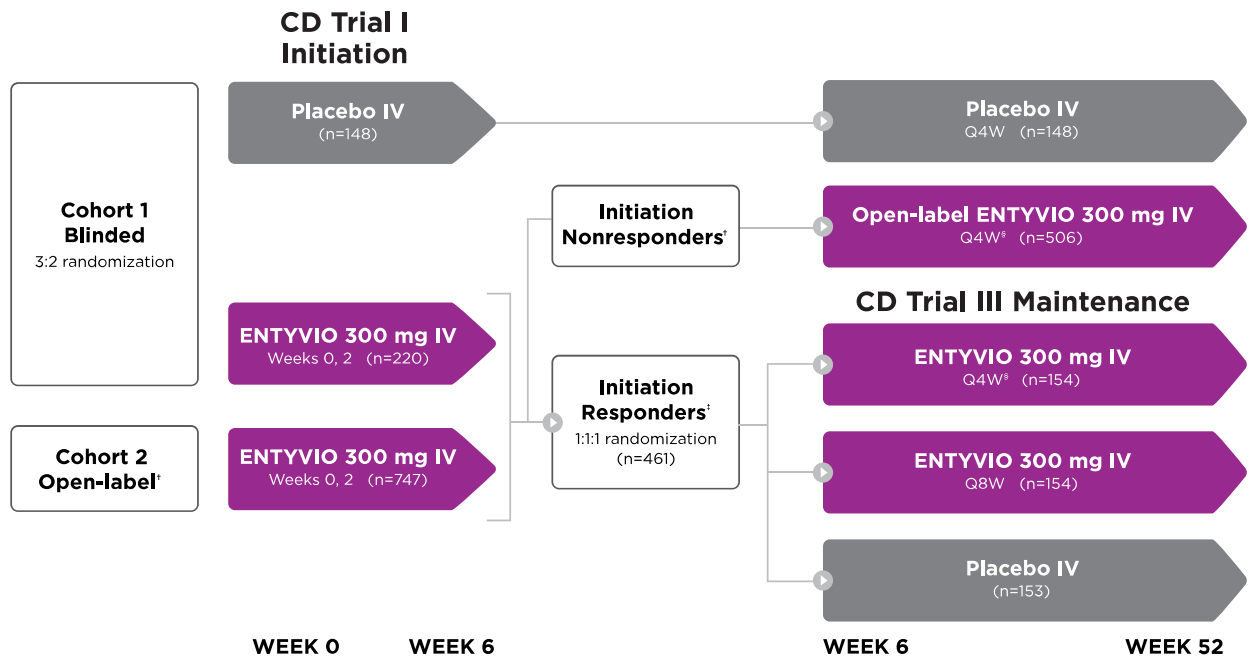 CD Trial I
Initiation
Cohort 1
Blinded
3:2 randomization
Placebo IV
(n=148)
Placebo IV
Q4W (n=148)
Initiation
Nonresponders†
Open-label ENTYVIO 300 mg IV
Q4W§ (n=506)
CD Trial III Maintenance
ENTYVIO 300 mg IV
Weeks 0, 2 (n=220)
ENTYVIO 300 mg IV
Q4W§ (n=154)
Initiation
Responders‡
1:1:1 randomization
(n=461)
Cohort 2
Open-label†
ENTYVIO 300 mg IV
Weeks 0, 2 (n=747)
ENTYVIO 300 mg IV
Q8W (n=154)
Placebo IV
(n=153)
WEEK 0
WEEK 6
WEEK 6
WEEK 52